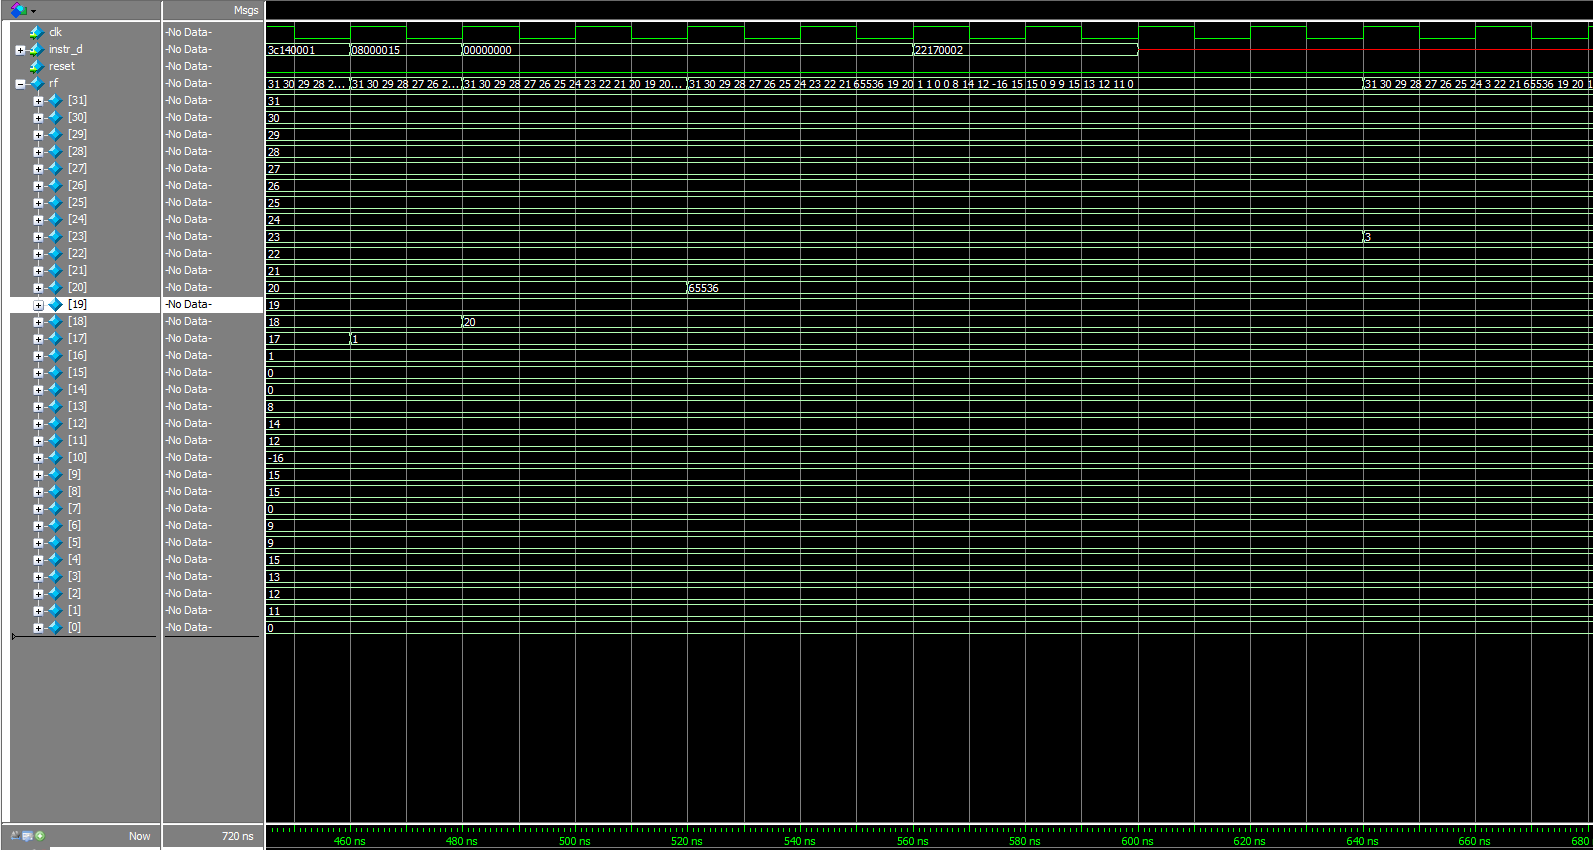 Msgs
clk -No Data-
instr_d -No Data- 3c140001 08000015 00000000 22170002
reset -No Data-
rf -No Data- 31 30 29 28 2... 31 30 29 28 27 26 2... 31 30 29 28 27 26 25 24 23 22 21 20 19 20... 31 30 29 28 27 26 25 24 23 22 21 65536 19 20 1 1 0 0 8 14 12 -16 15 15 0 9 9 15 13 12 11 0 31 30 29 28 27 26 25 24 3 22 21 65536 19 20 1
[31] -No Data- 31
[30] -No Data- 30
[29] -No Data- 29
[28] -No Data- 28
[27] -No Data- 27
[26] -No Data- 26
[25] -No Data- 25
[24] -No Data- 24
[23] -No Data- 23 3
[22] -No Data- 22
[21] -No Data- 21
[20] -No Data- 20 65536
[19] -No Data- 19
[18] -No Data- 18 20
[17] -No Data- 17 1
[16] -No Data- 1
[15] -No Data- 0
[14] -No Data- 0
[13] -No Data- 8
[12] -No Data- 14
[11] -No Data- 12
[10] -No Data- -16
[9] -No Data- 15
[8] -No Data- 15
[7] -No Data- 0
[6] -No Data- 9
[5] -No Data- 9
[4] -No Data- 15
[3] -No Data- 13
[2] -No Data- 12
[1] -No Data- 11
[0] -No Data- 0
Now 720 ns 460 ns 480 ns 500 ns 520 ns 540 ns 560 ns 580 ns 600 ns 620 ns 640 ns 660 ns 680